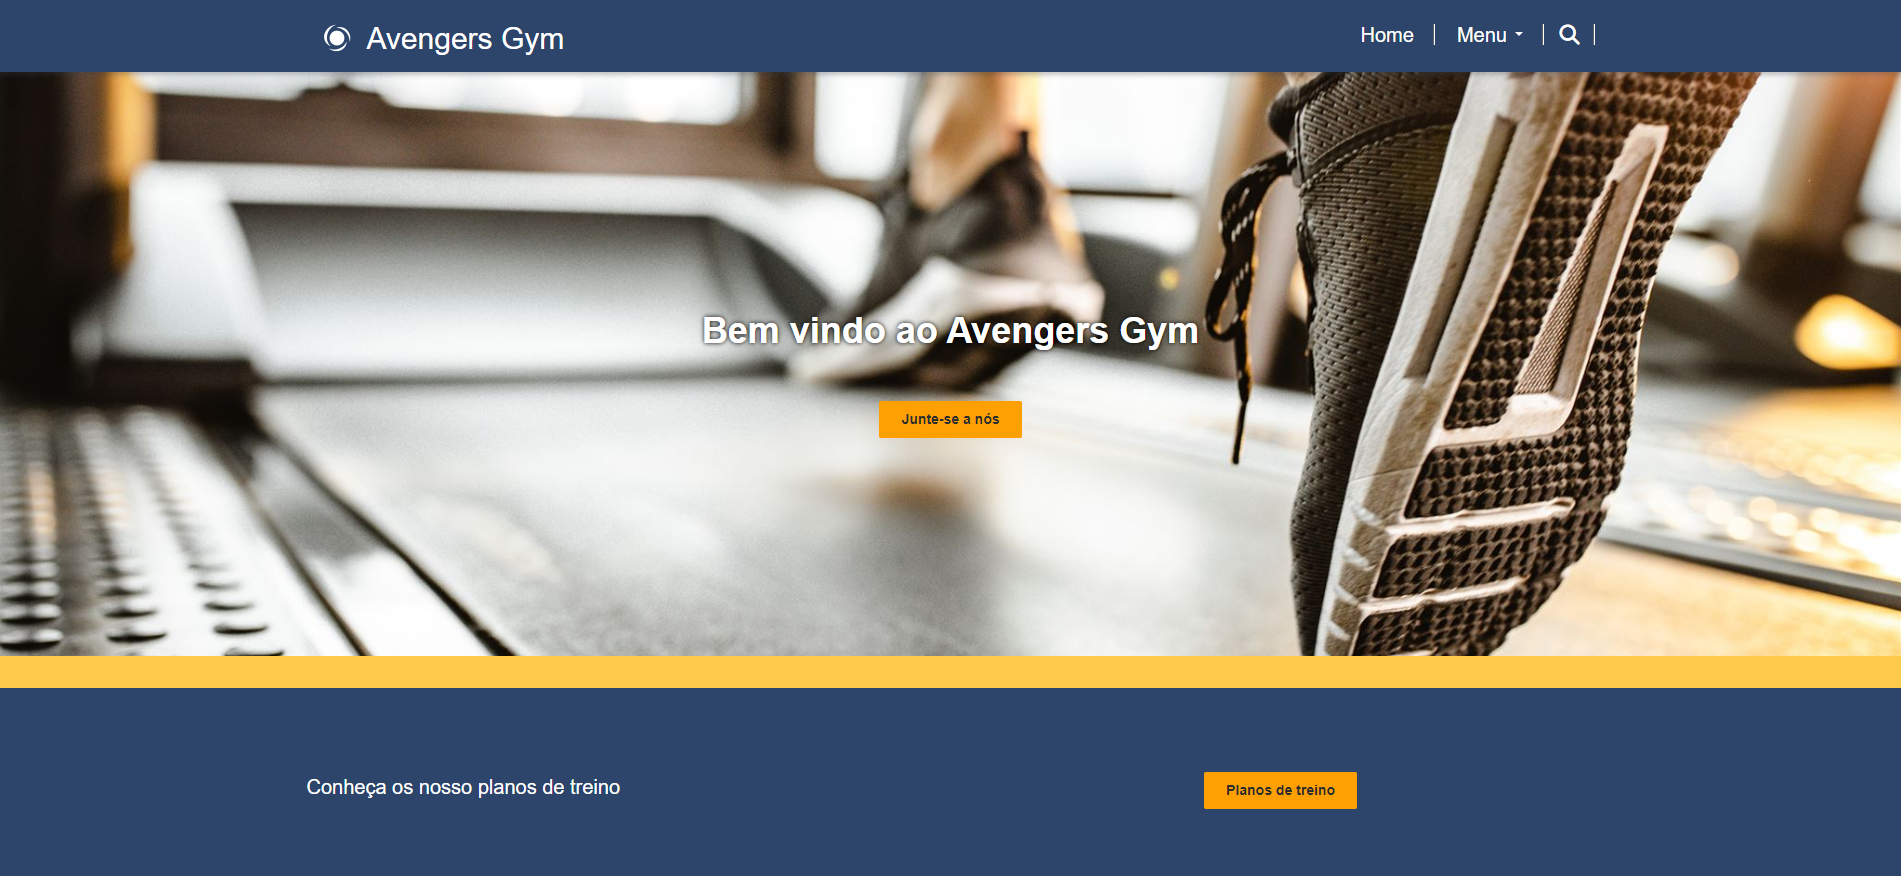 Avengers Gym
Home
Menu
Bem vindo ao Avengers Gym
Junte-se a nós
Conheça os nosso planos de treino
Planos de treino